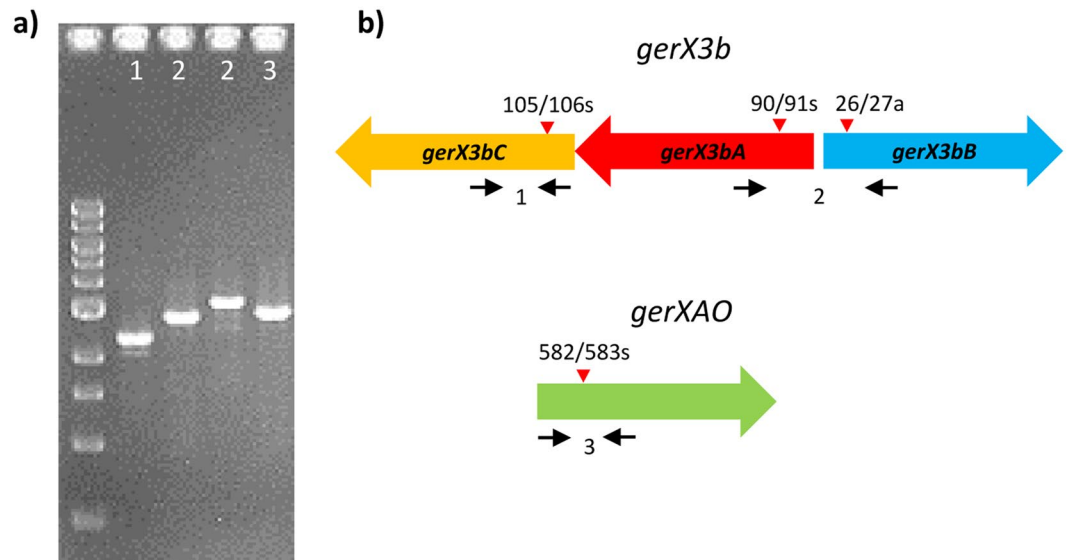 a)
1 2 2 3
b)
gerX3b
105/106s 90/91s 26/27a
gerX3bC gerX3bA gerX3bB
1 2
gerXAO
582/583s
3